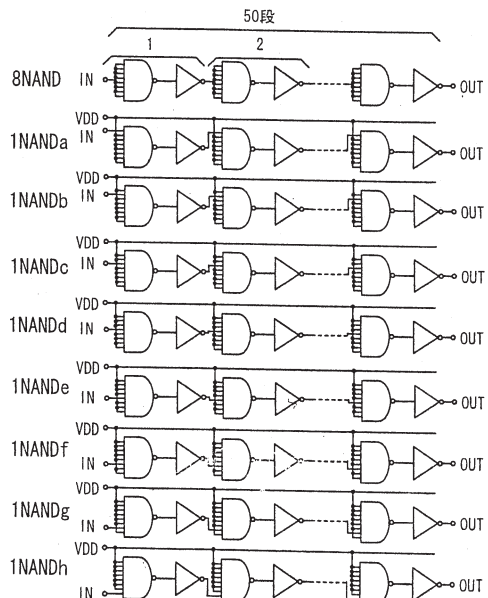 50段
1 2
8NAND IN OUT
VDD
1NANDa IN OUT
VDD
1NANDb IN OUT
VDD
1NANDc IN OUT
VDD
1NANDd IN OUT
VDD
1NANDe IN OUT
VDD
1NANDf IN OUT
VDD
1NANDg IN OUT
VDD
1NANDh IN OUT